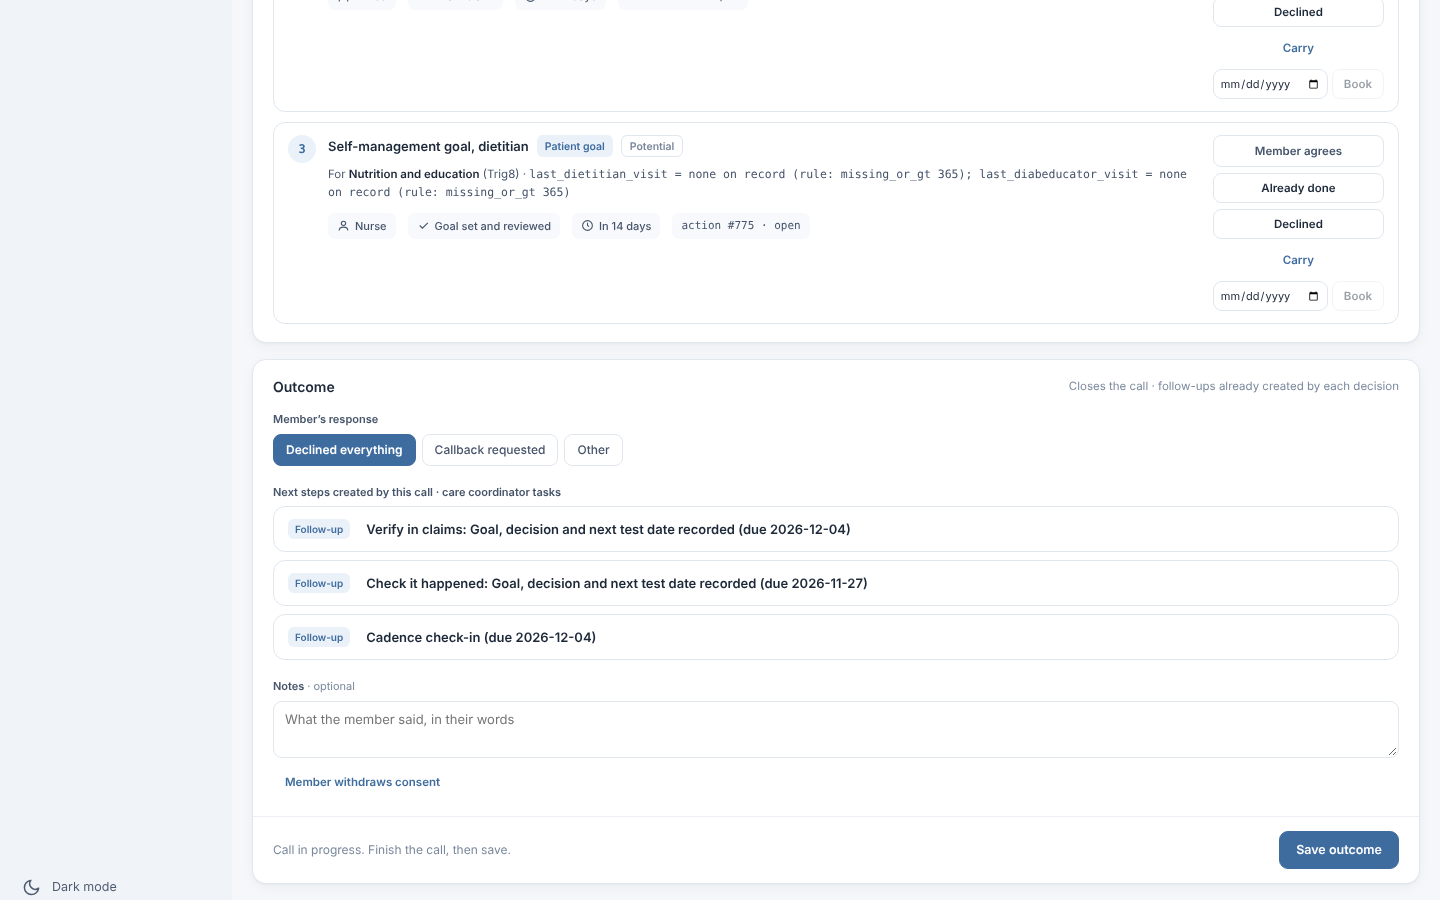 Declined
Carry
mm/dd/yyyy Book
3 Self-management goal, dietitian Patient goal Potential
For Nutrition and education (Trig8) · last_dietitian_visit = none on record (rule: missing_or_gt 365); last_diabeducator_visit = none
on record (rule: missing_or_gt 365)
Nurse Goal set and reviewed In 14 days action #775 · open
Member agrees
Already done
Declined
Carry
mm/dd/yyyy Book
Outcome Closes the call · follow-ups already created by each decision
Member’s response
Declined everything Callback requested Other
Next steps created by this call · care coordinator tasks
Follow-up Verify in claims: Goal, decision and next test date recorded (due 2026-12-04)
Follow-up Check it happened: Goal, decision and next test date recorded (due 2026-11-27)
Follow-up Cadence check-in (due 2026-12-04)
Notes · optional
What the member said, in their words
Member withdraws consent
Call in progress. Finish the call, then save. Save outcome
Dark mode